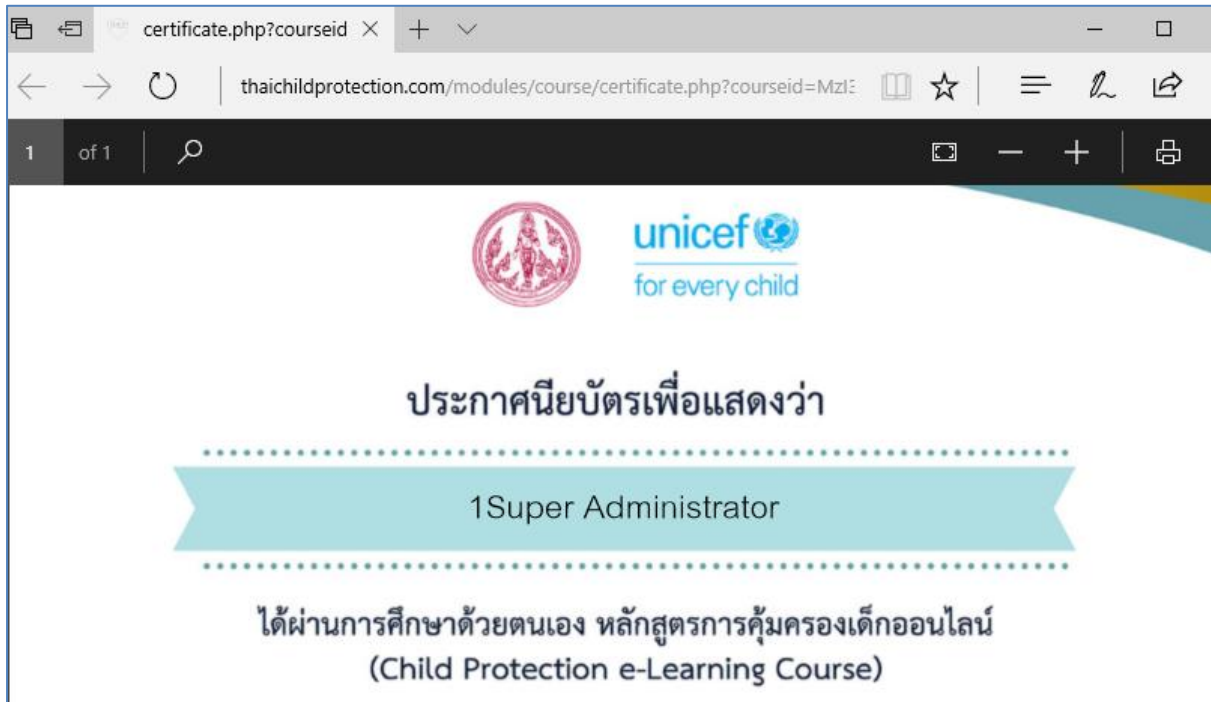 certificate.php?courseid
thaichildprotection.com/modules/course/certificate.php?courseid=MzI
1 of 1
unicef
for every child
ประกาศนียบัตรเพื่อแสดงว่า
1Super Administrator
ได้ผ่านการศึกษาด้วยตนเอง หลักสูตรการคุ้มครองเด็กออนไลน์
(Child Protection e-Learning Course)